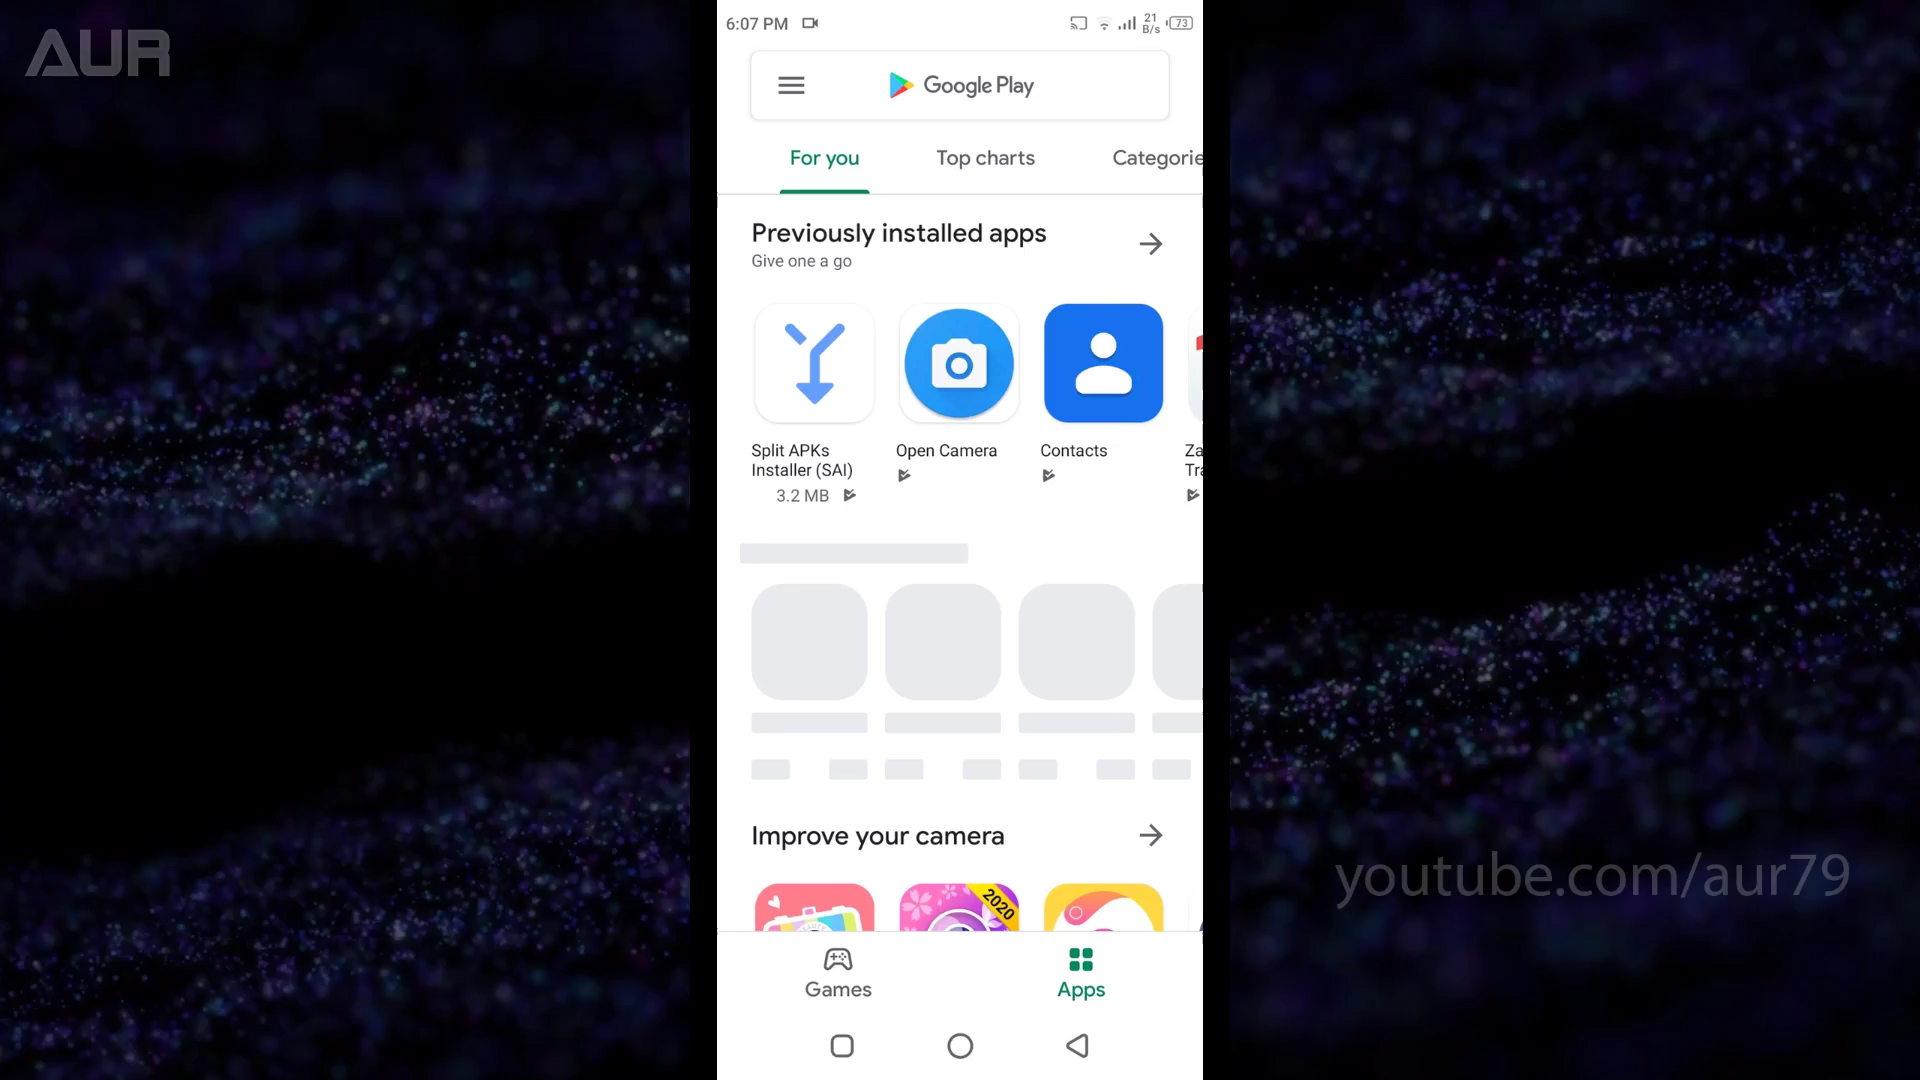 AUR
6:07 PM
21
B/s
73
Google Play
For you
Top charts
Categorie
Previously installed apps
Give one a go
Split APKs
Installer (SAI)
3.2 MB
Open Camera
Contacts
Za
Tra
Improve your camera
2020
youtube.com/aur79
Games
Apps